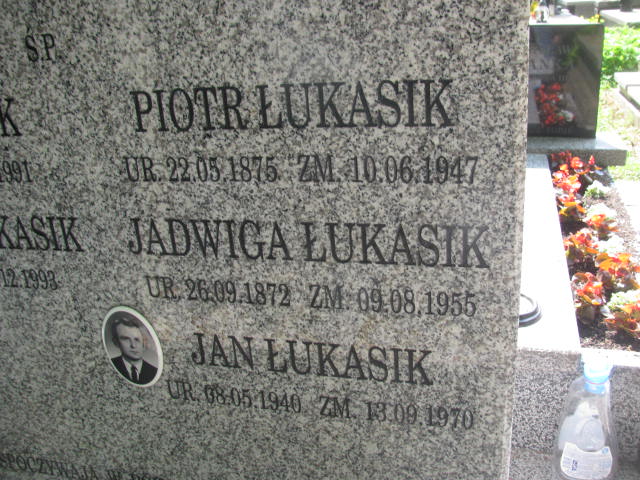 Ś.P.
K
PIOTR ŁUKASIK
1991
UR. 22.05.1875 ZM. 10.06.1947
KASIK
JADWIGA ŁUKASIK
12.1993
UR. 26.09.1872 ZM. 09.08.1955
JAN ŁUKASIK
UR. 08.05.1940 ZM. 13.09.1970
SPOCZYWAJĄ W